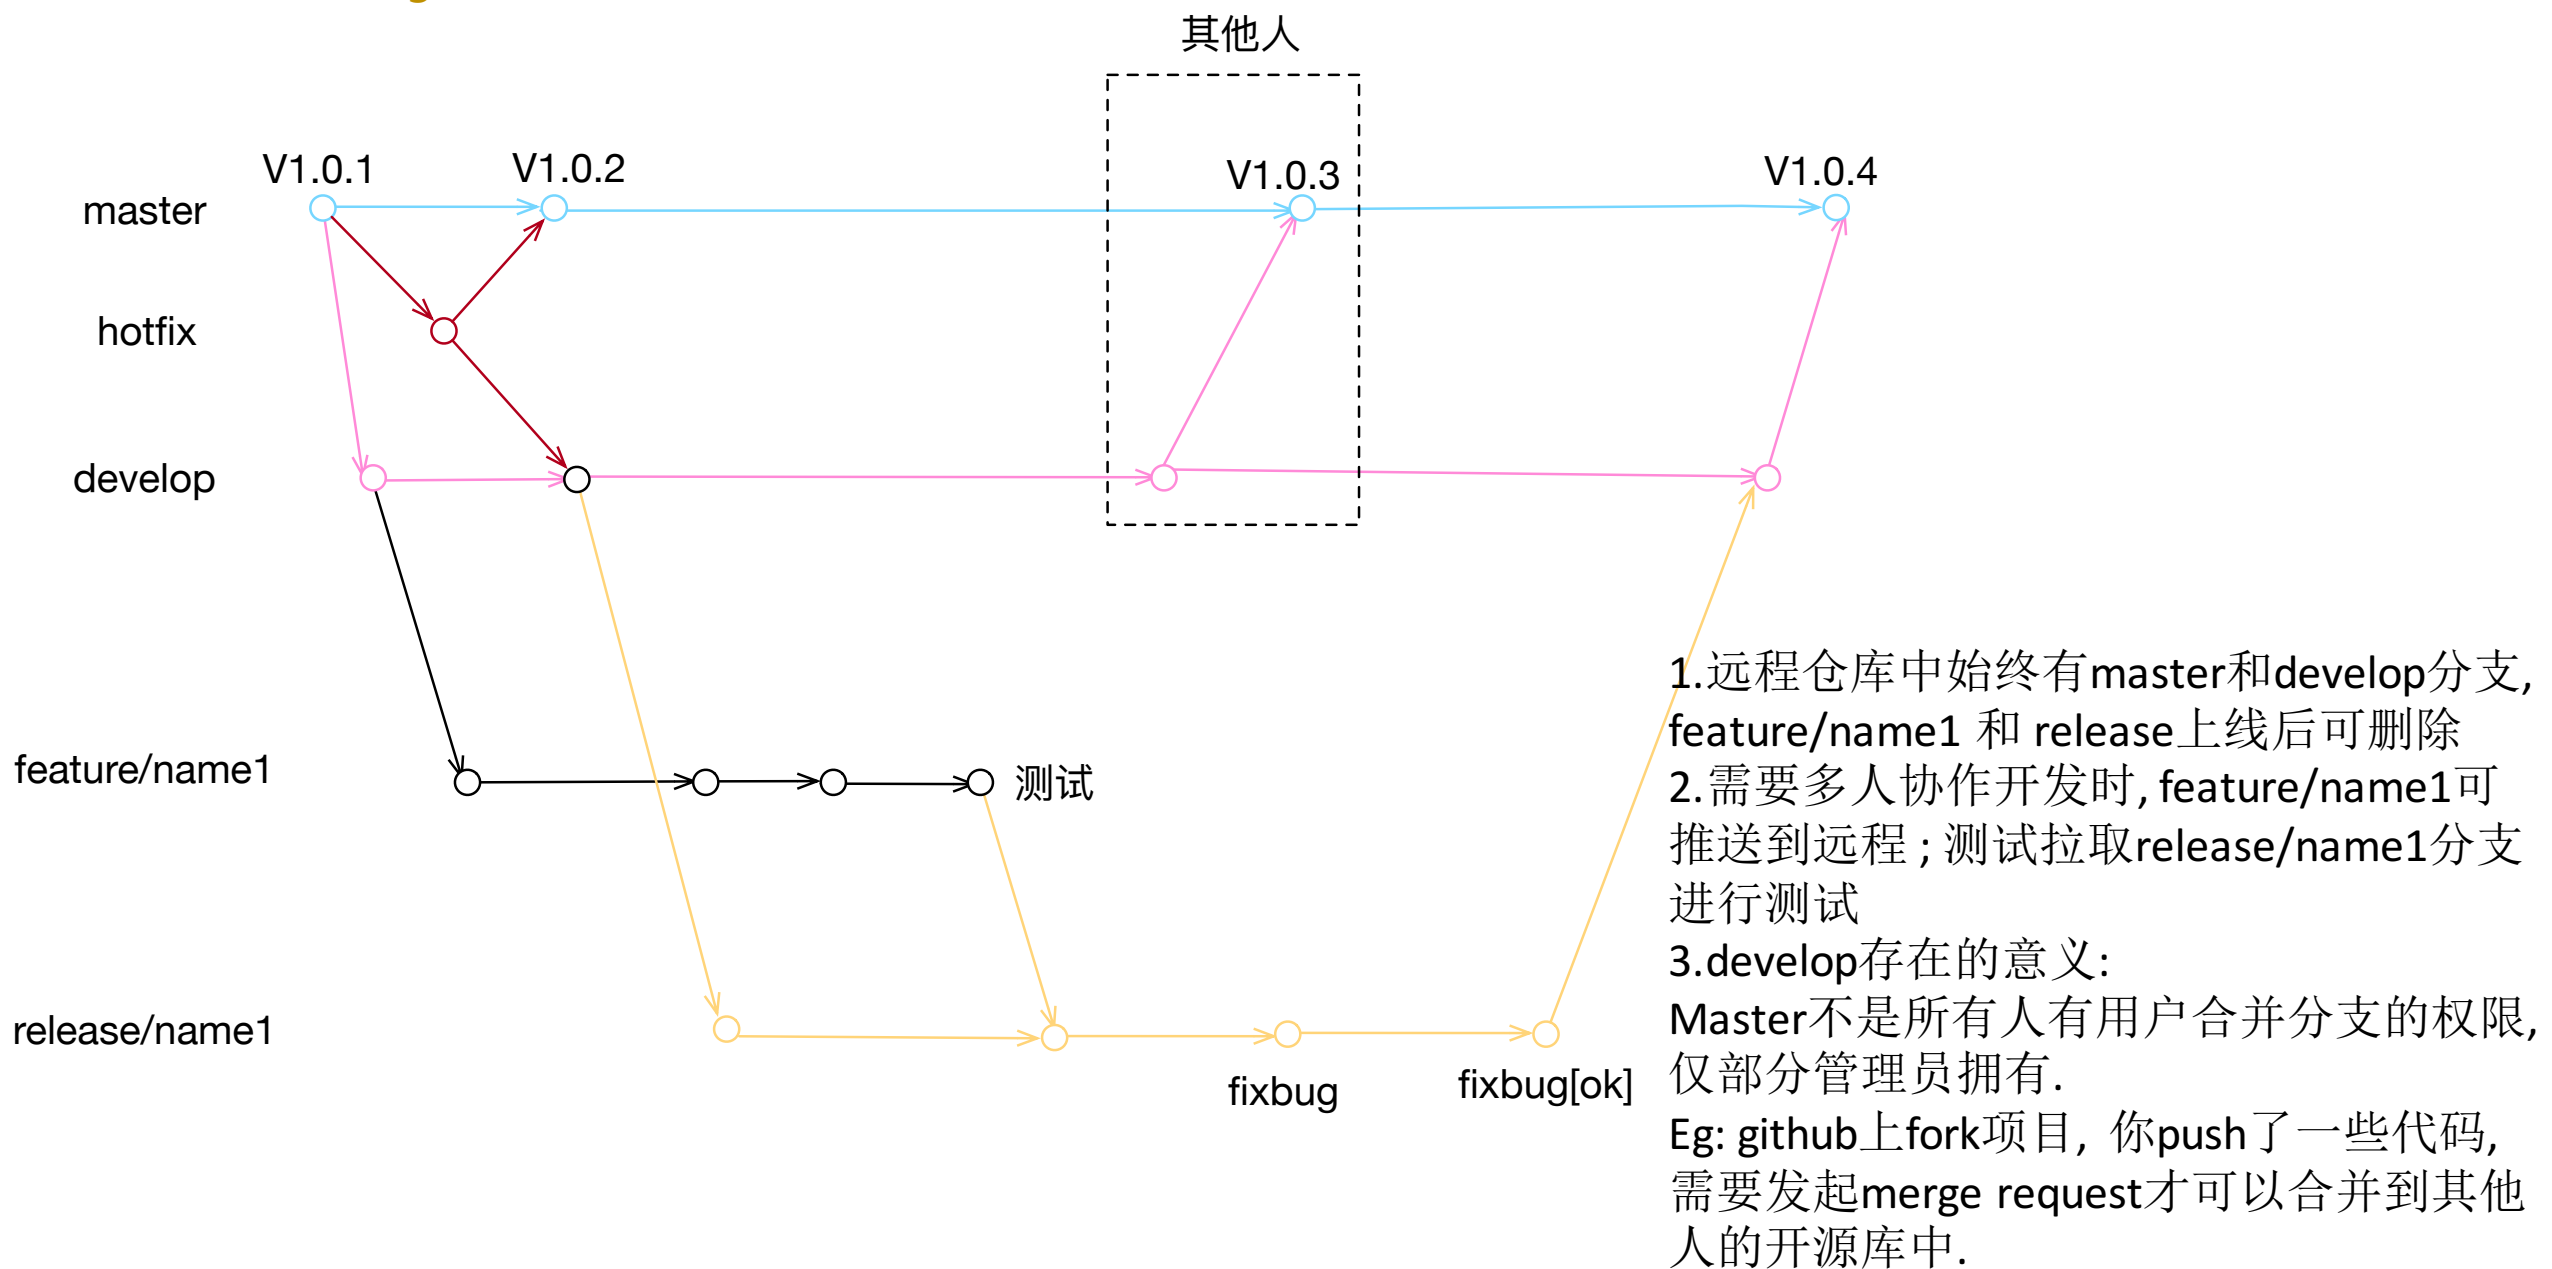 其他人
V1.0.1
V1.0.2
V1.0.3
V1.0.4
master
hotfix
develop
feature/name1
测试
release/name1
fixbug
fixbug[ok]
1.远程仓库中始终有master和develop分支,
feature/name1 和 release上线后可删除
2.需要多人协作开发时, feature/name1可
推送到远程 ; 测试拉取release/name1分支
进行测试
3.develop存在的意义:
Master不是所有人有用户合并分支的权限,
仅部分管理员拥有.
Eg: github上fork项目, 你push了一些代码,
需要发起merge request才可以合并到其他
人的开源库中.